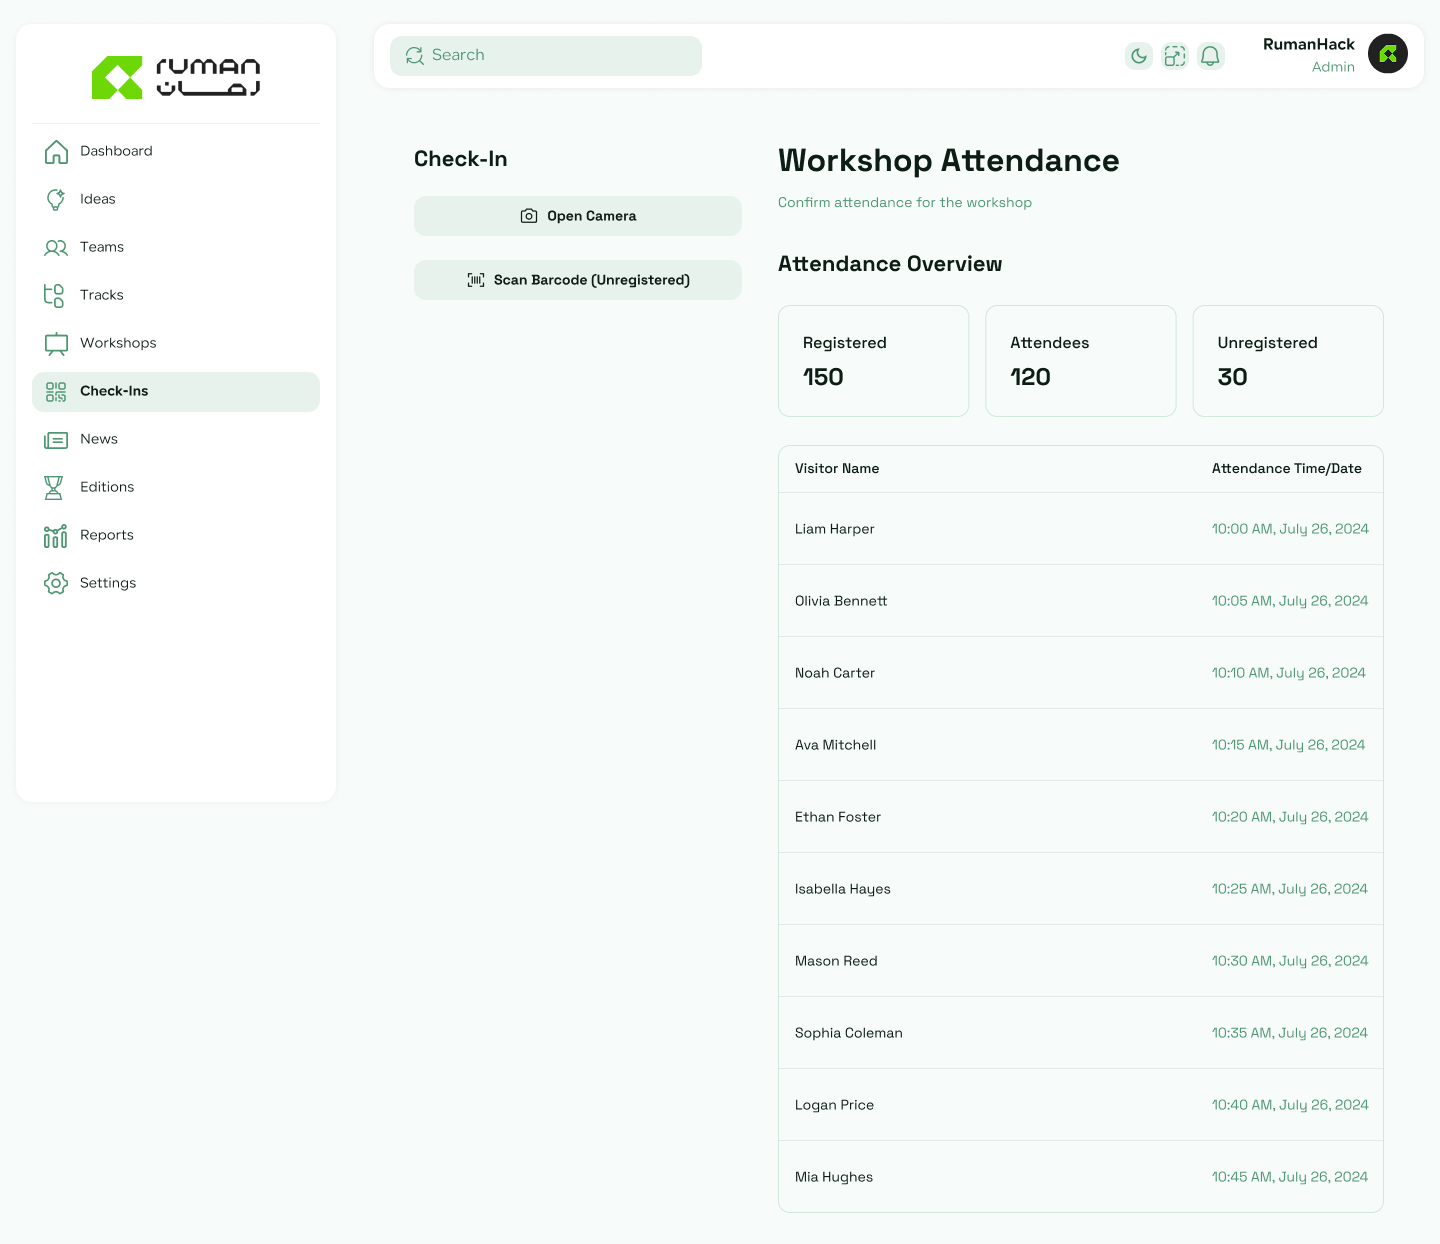 ruman
رمان
Dashboard
Ideas
Teams
Tracks
Workshops
Check-Ins
News
Editions
Reports
Settings
Search
RumanHack
Admin
Check-In
Open Camera
Scan Barcode (Unregistered)
Workshop Attendance
Confirm attendance for the workshop
Attendance Overview
Registered
150
Attendees
120
Unregistered
30
Visitor Name Attendance Time/Date
Liam Harper 10:00 AM, July 26, 2024
Olivia Bennett 10:05 AM, July 26, 2024
Noah Carter 10:10 AM, July 26, 2024
Ava Mitchell 10:15 AM, July 26, 2024
Ethan Foster 10:20 AM, July 26, 2024
Isabella Hayes 10:25 AM, July 26, 2024
Mason Reed 10:30 AM, July 26, 2024
Sophia Coleman 10:35 AM, July 26, 2024
Logan Price 10:40 AM, July 26, 2024
Mia Hughes 10:45 AM, July 26, 2024